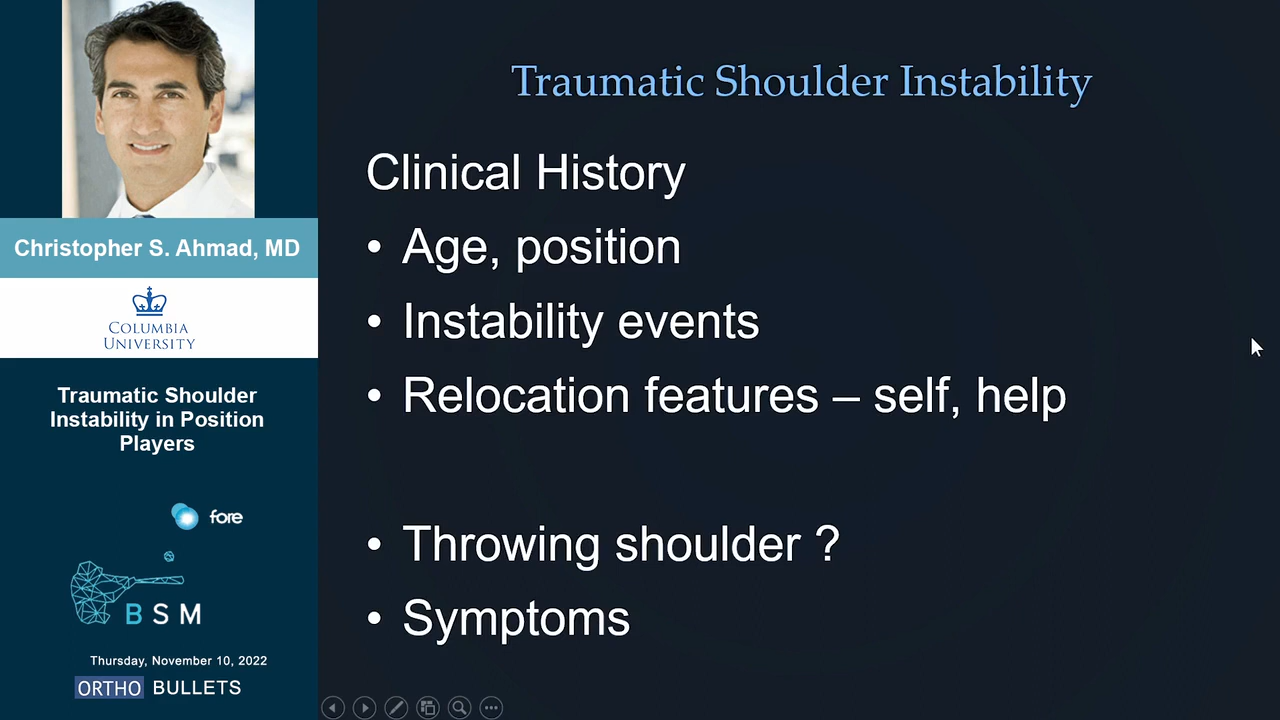 Christopher S. Ahmad, MD
COLUMBIA
UNIVERSITY
Traumatic Shoulder
Instability in Position
Players
fore
BSM
Thursday, November 10, 2022
ORTHO BULLETS
Traumatic Shoulder Instability
Clinical History
• Age, position
• Instability events
• Relocation features – self, help
• Throwing shoulder ?
• Symptoms